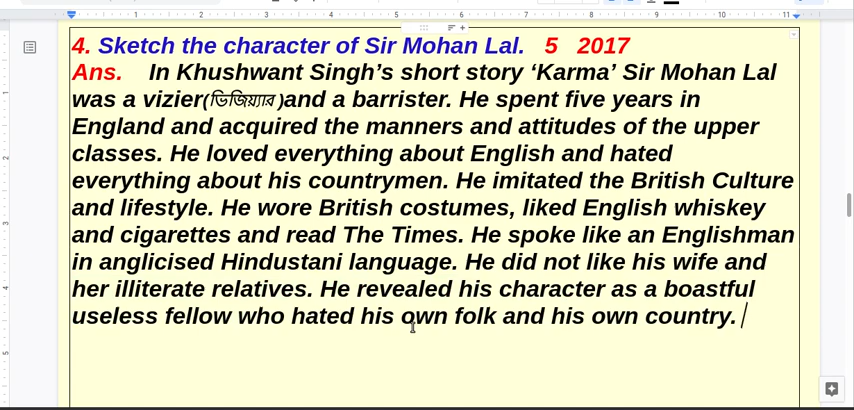 4. Sketch the character of Sir Mohan Lal. 5 2017
Ans. In Khushwant Singh's short story 'Karma' Sir Mohan Lal
was a vizier(ভিজিয়্যার )and a barrister. He spent five years in
England and acquired the manners and attitudes of the upper
classes. He loved everything about English and hated
everything about his countrymen. He imitated the British Culture
and lifestyle. He wore British costumes, liked English whiskey
and cigarettes and read The Times. He spoke like an Englishman
in anglicised Hindustani language. He did not like his wife and
her illiterate relatives. He revealed his character as a boastful
useless fellow who hated his own folk and his own country.